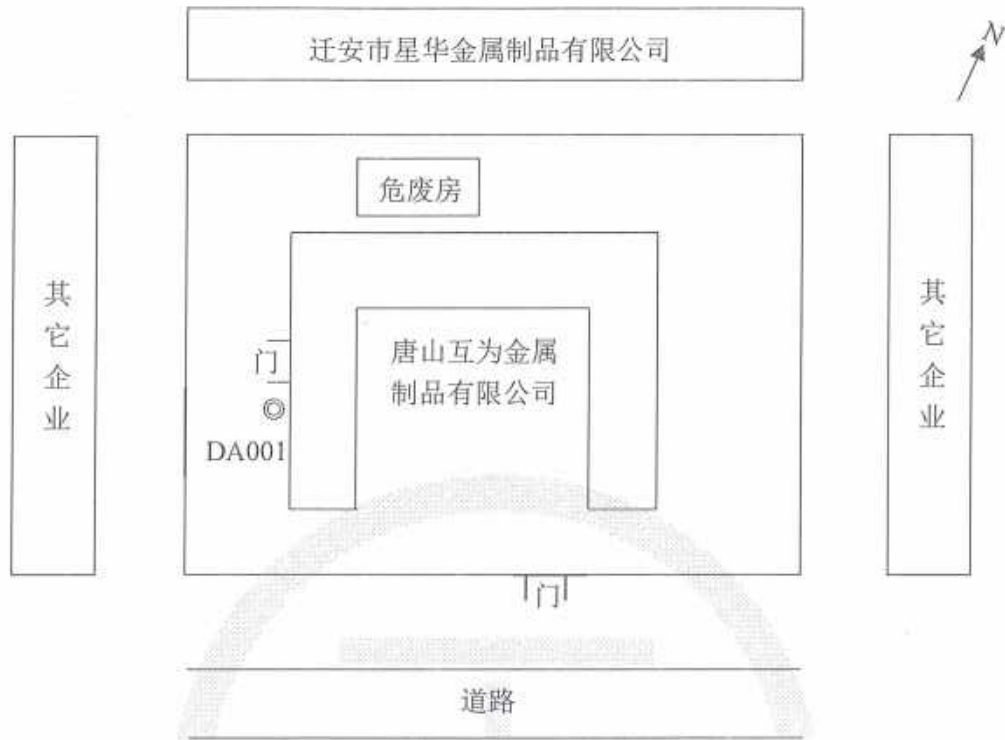 迁安市星华金属制品有限公司
N
危废房
其它企业
唐山互为金属
制品有限公司
门
DA001
其它企业
门
道路